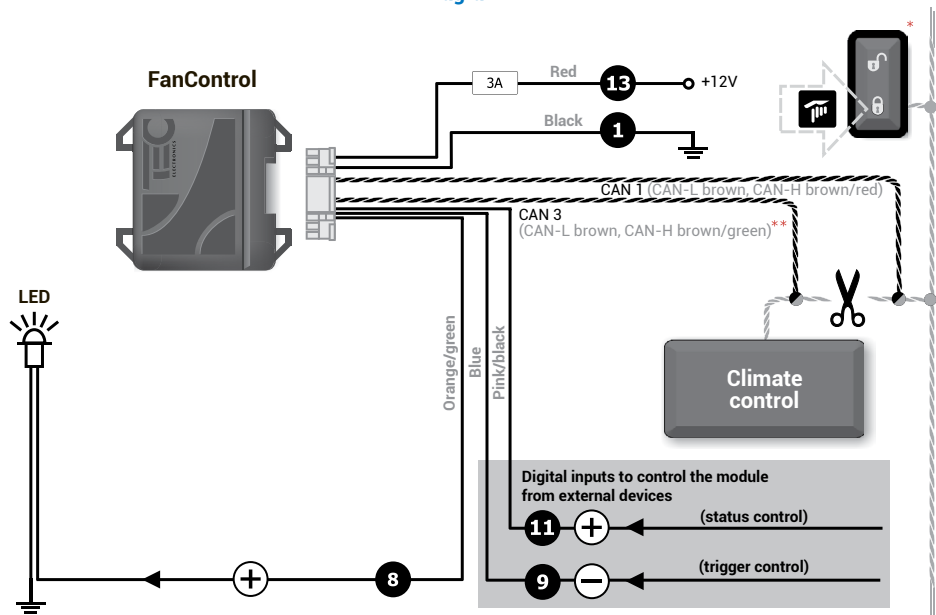 FanControl
3A
Red
13
+12V
Black
1
*
CAN 1 (CAN-L brown, CAN-H brown/red)
CAN 3
(CAN-L brown, CAN-H brown/green)**
LED
Orange/green
Blue
Pink/black
Climate
control
Digital inputs to control the module
from external devices
11
+
(status control)
8
+
9
−
(trigger control)
ELECTRONICS